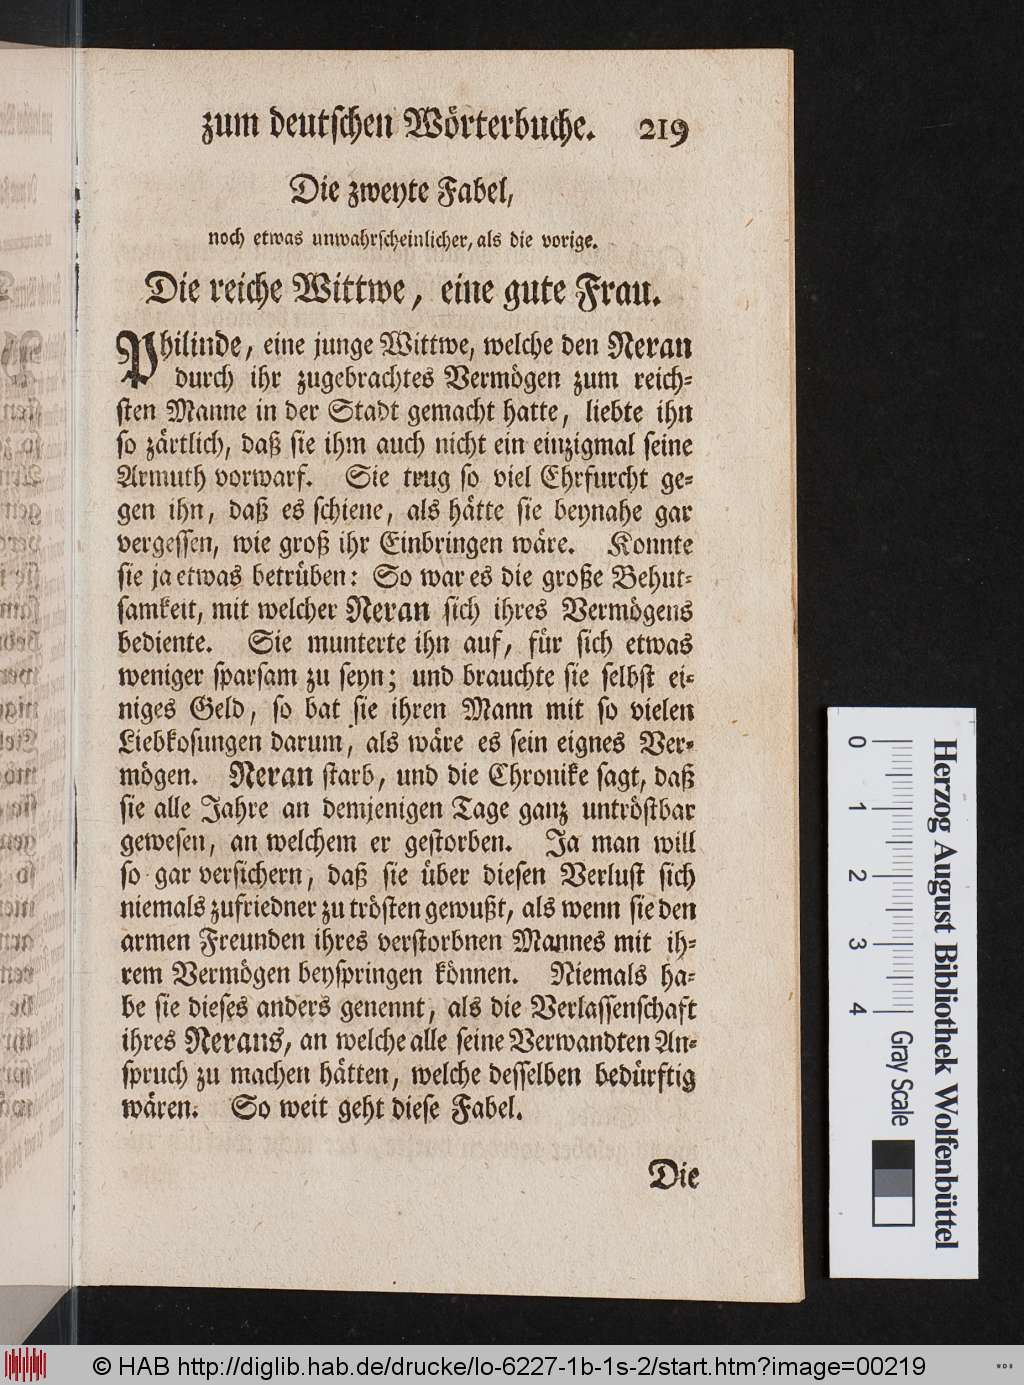 zum deutschen Wörterbuche. 219
Die zweyte Fabel,
noch etwas unwahrscheinlicher, als die vorige.
Die reiche Wittwe, eine gute Frau.
Philinde, eine junge Wittwe, welche den Neran
durch ihr zugebrachtes Vermögen zum reich-
sten Manne in der Stadt gemacht hatte, liebte ihn
so zärtlich, daß sie ihm auch nicht ein einzigmal seine
Armuth vorwarf. Sie trug so viel Ehrfurcht ge-
gen ihn, daß es schiene, als hätte sie beynahe gar
vergessen, wie groß ihr Einbringen wäre. Konnte
sie ja etwas betrüben: So war es die große Behut-
samkeit, mit welcher Neran sich ihres Vermögens
bediente. Sie munterte ihn auf, für sich etwas
weniger sparsam zu seyn; und brauchte sie selbst ei-
niges Geld, so bat sie ihren Mann mit so vielen
Liebkosungen darum, als wäre es sein eignes Ver-
mögen. Neran starb, und die Chronike sagt, daß
sie alle Jahre an demjenigen Tage ganz untröstbar
gewesen, an welchem er gestorben. Ja man will
so gar versichern, daß sie über diesen Verlust sich
niemals zufriedner zu trösten gewußt, als wenn sie den
armen Freunden ihres verstorbnen Mannes mit ih-
rem Vermögen beyspringen können. Niemals ha-
be sie dieses anders genennt, als die Verlassenschaft
ihres Nerans, an welche alle seine Verwandten An-
spruch zu machen hätten, welche desselben bedürftig
wären. So weit geht diese Fabel.
Die
0 1 2 3 4 Gray Scale
Herzog August Bibliothek Wolfenbüttel
© HAB http://diglib.hab.de/drucke/lo-6227-1b-1s-2/start.htm?image=00219